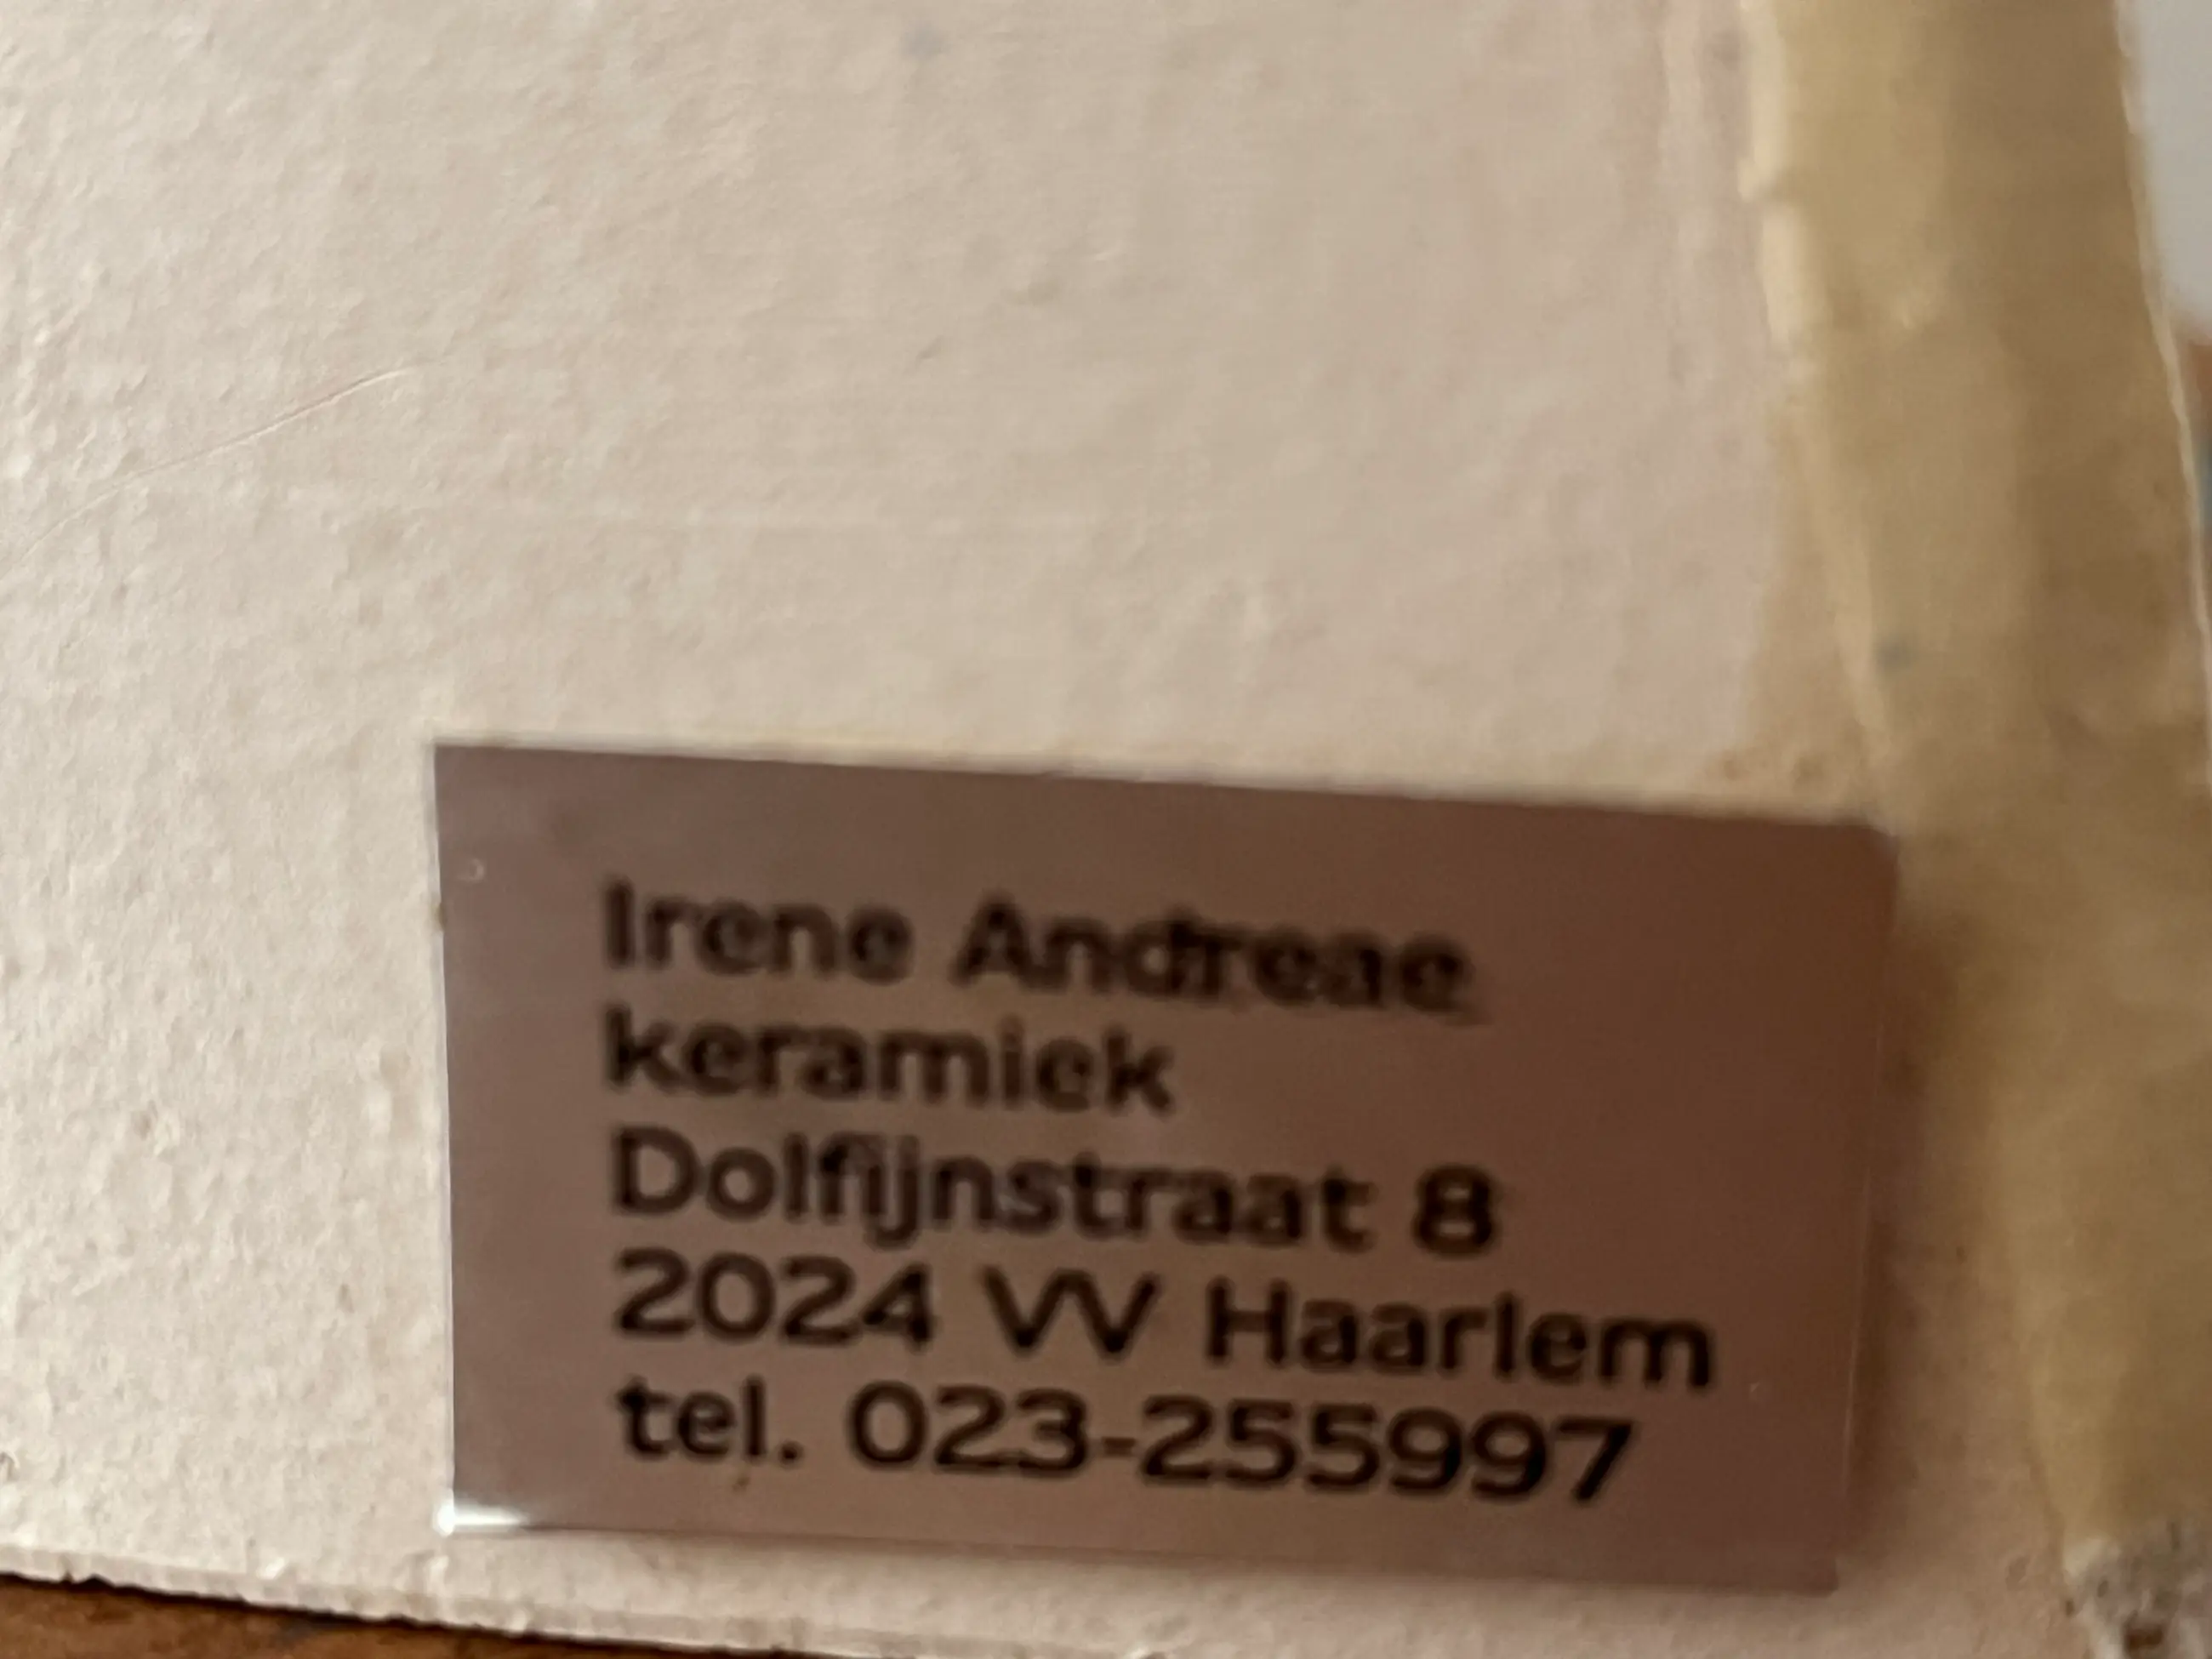 Irene Andreae
keramiek
Dolfijnstraat 8
2024 VV Haarlem
tel. 023-255997